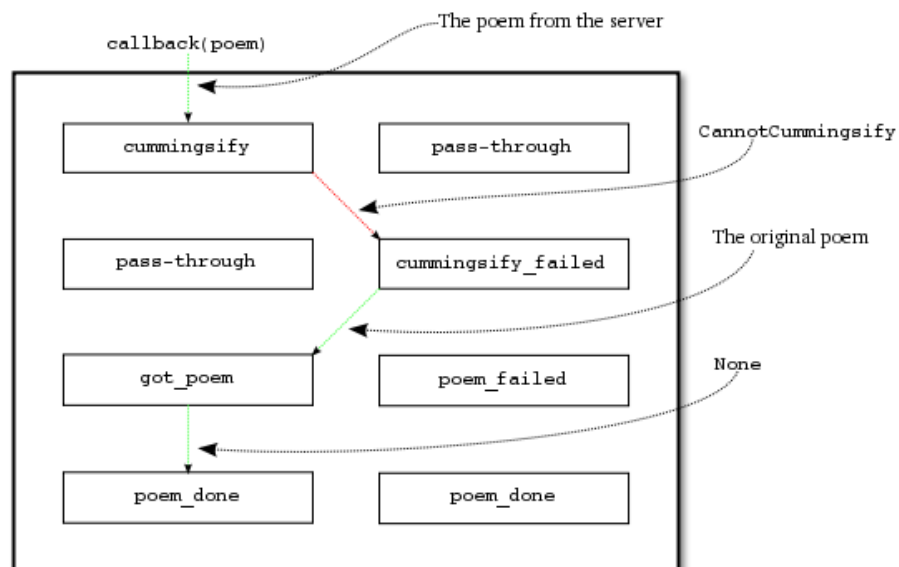 The poem from the server
callback(poem)
cummingsify
pass-through
CannotCummingsify
The original poem
pass-through
cummingsify_failed
None
got_poem
poem_failed
poem_done
poem_done